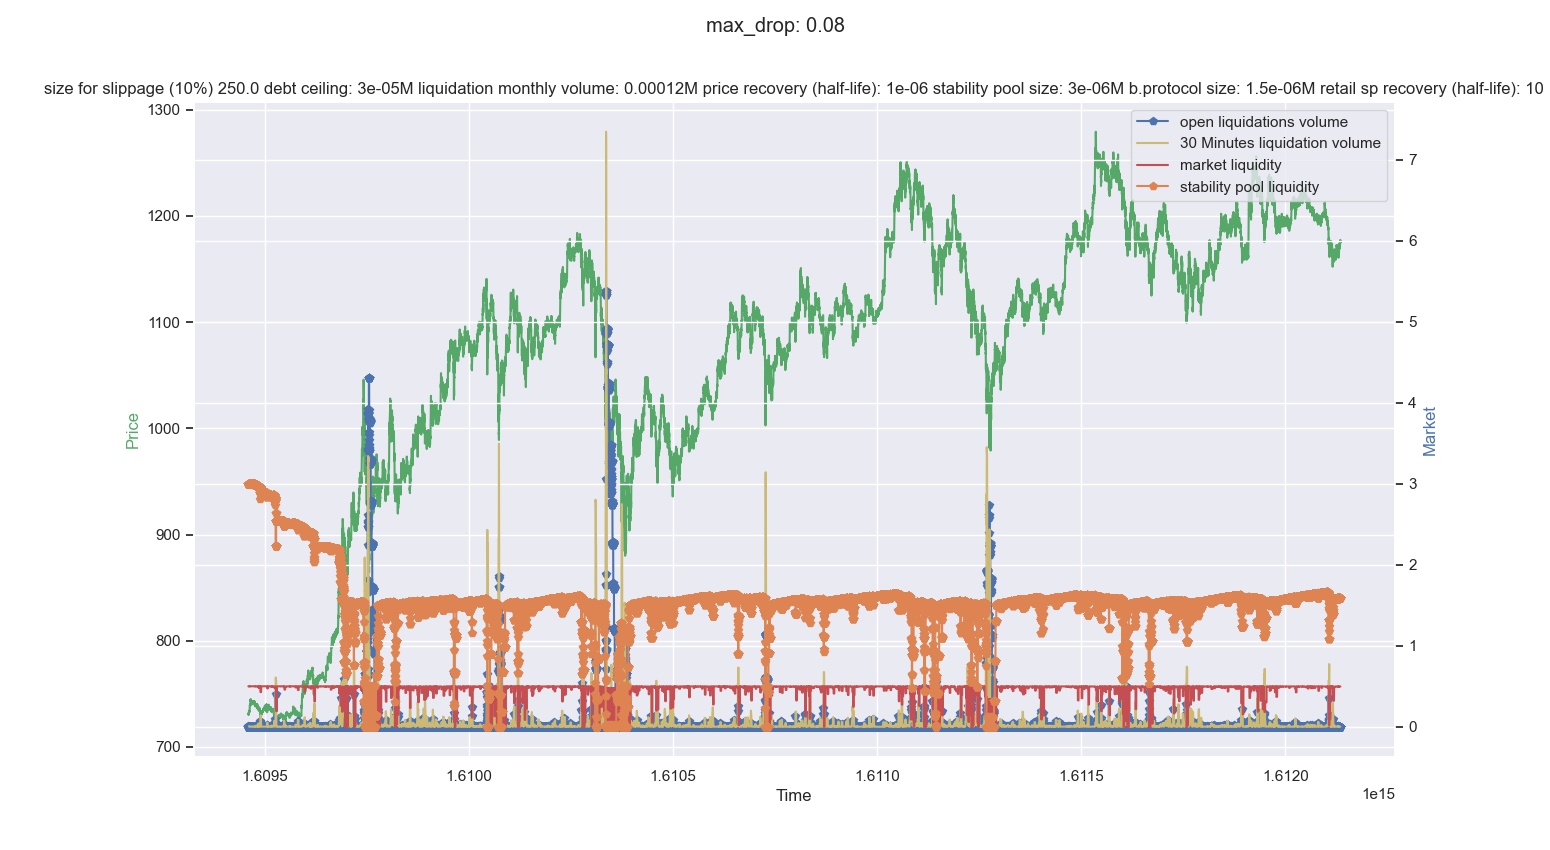 max_drop: 0.08
size for slippage (10%) 250.0 debt ceiling: 3e-05M liquidation monthly volume: 0.00012M price recovery (half-life): 1e-06 stability pool size: 3e-06M b.protocol size: 1.5e-06M retail sp recovery (half-life): 10
open liquidations volume
30 Minutes liquidation volume
market liquidity
stability pool liquidity
1300
1200
1100
1000
900
800
700
Price
7
6
5
4
3
2
1
0
Market
1.6095 1.6100 1.6105 1.6110 1.6115 1.6120
1e15
Time